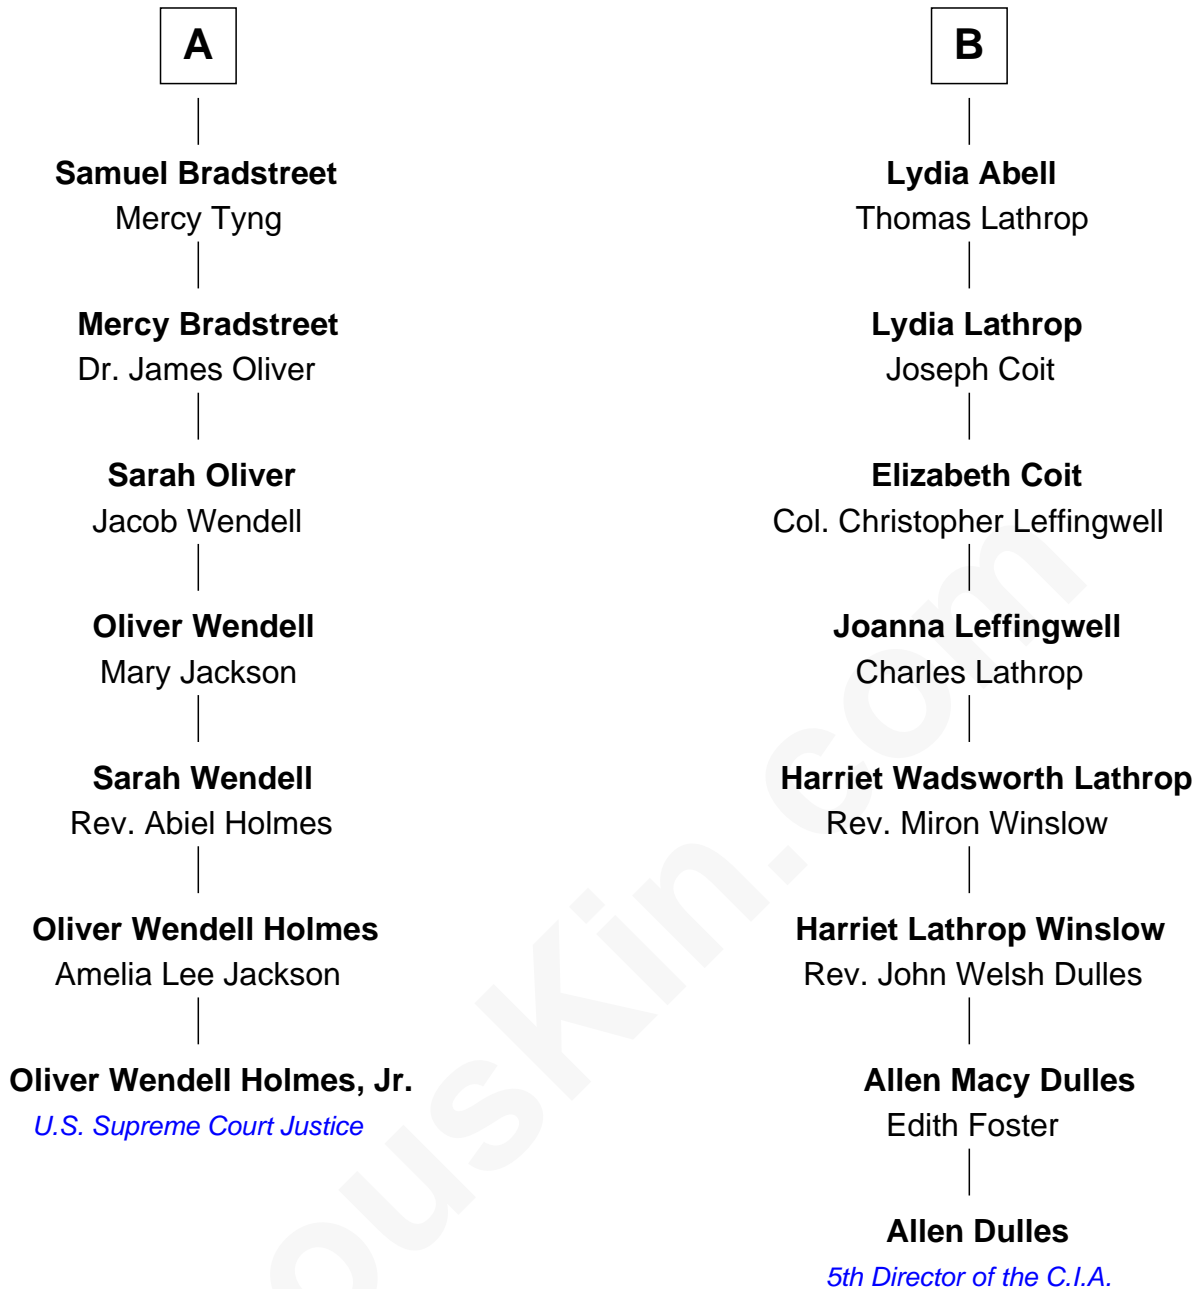 A
Samuel Bradstreet
Mercy Tyng
Mercy Bradstreet
Dr. James Oliver
Sarah Oliver
Jacob Wendell
Oliver Wendell
Mary Jackson
Sarah Wendell
Rev. Abiel Holmes
Oliver Wendell Holmes
Amelia Lee Jackson
Oliver Wendell Holmes, Jr.
U.S. Supreme Court Justice
B
Lydia Abell
Thomas Lathrop
Lydia Lathrop
Joseph Coit
Elizabeth Coit
Col. Christopher Leffingwell
Joanna Leffingwell
Charles Lathrop
Harriet Wadsworth Lathrop
Rev. Miron Winslow
Harriet Lathrop Winslow
Rev. John Welsh Dulles
Allen Macy Dulles
Edith Foster
Allen Dulles
5th Director of the C.I.A.
ousKin.com